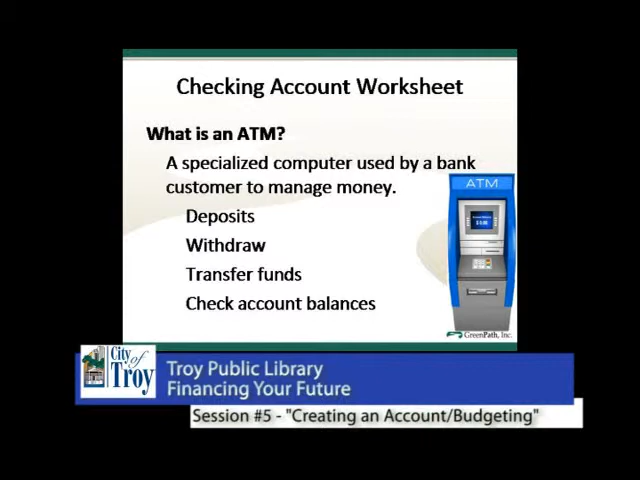 Checking Account Worksheet
What is an ATM?
A specialized computer used by a bank
customer to manage money.
ATM
Deposits
Withdraw
Transfer funds
Check account balances
GreenPath, Inc.
City of
Troy
Troy Public Library
Financing Your Future
Session #5 - "Creating an Account/Budgeting"